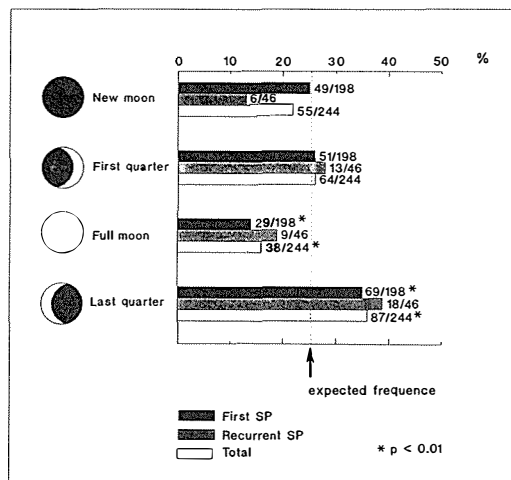 0 10 20 30 40 50 %
New moon
49/198
6/46
55/244
First quarter
51/198
13/46
64/244
Full moon
29/198 *
9/46
38/244 *
Last quarter
69/198 *
18/46
87/244 *
expected frequence
First SP
Recurrent SP
Total
* p < 0.01